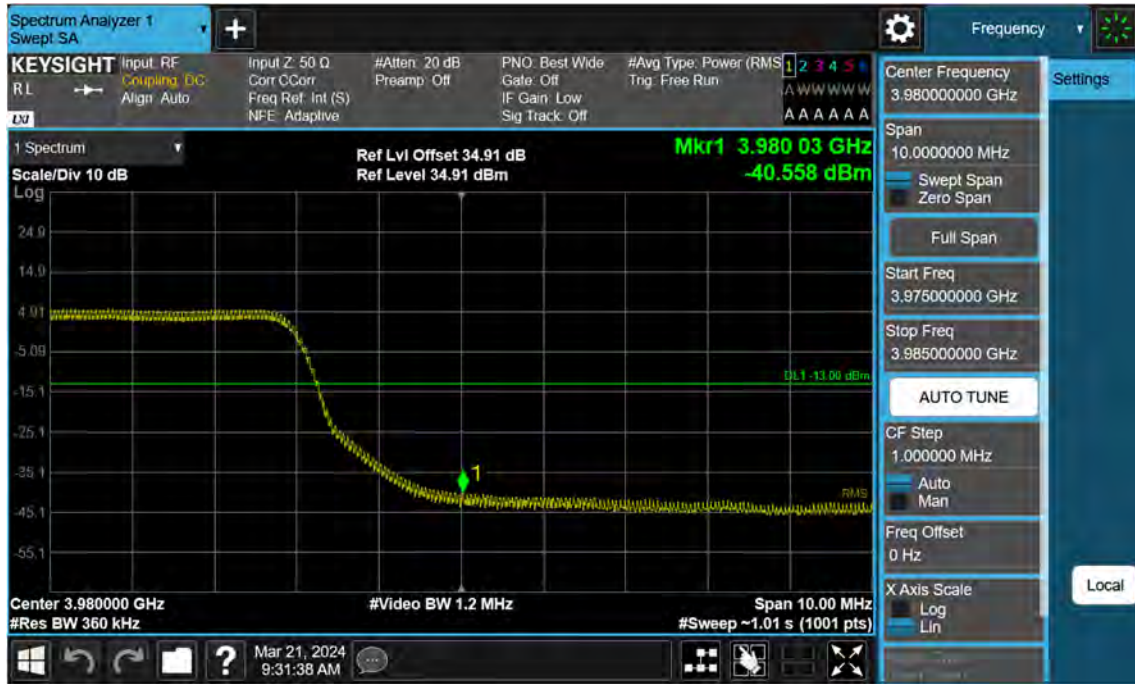 Spectrum Analyzer 1
Swept SA
+
Frequency
KEYSIGHT
RL
LXI
Input: RF
Coupling: DC
Align: Auto
Input Z: 50 Ω
Corr CCorr
Freq Ref: Int (S)
NFE: Adaptive
#Atten: 20 dB
Preamp: Off
PNO: Best Wide
Gate: Off
IF Gain: Low
Sig Track: Off
#Avg Type: Power (RMS
Trig: Free Run
1 2 3 4 5 6
A W W W W W
A A A A A A
1 Spectrum
Scale/Div 10 dB
Ref Lvl Offset 34.91 dB
Ref Level 34.91 dBm
Mkr1 3.980 03 GHz
-40.558 dBm
Log
24.9
14.9
4.91
-5.09
DL1 -13.00 dBm
-15.1
-25.1
-35.1
1
RMS
-45.1
-55.1
Center 3.980000 GHz
#Video BW 1.2 MHz
Span 10.00 MHz
#Res BW 360 kHz
#Sweep ~1.01 s (1001 pts)
Center Frequency
3.980000000 GHz
Settings
Span
10.0000000 MHz
Swept Span
Zero Span
Full Span
Start Freq
3.975000000 GHz
Stop Freq
3.985000000 GHz
AUTO TUNE
CF Step
1.000000 MHz
Auto
Man
Freq Offset
0 Hz
X Axis Scale
Log
Lin
Local
?
Mar 21, 2024
9:31:38 AM